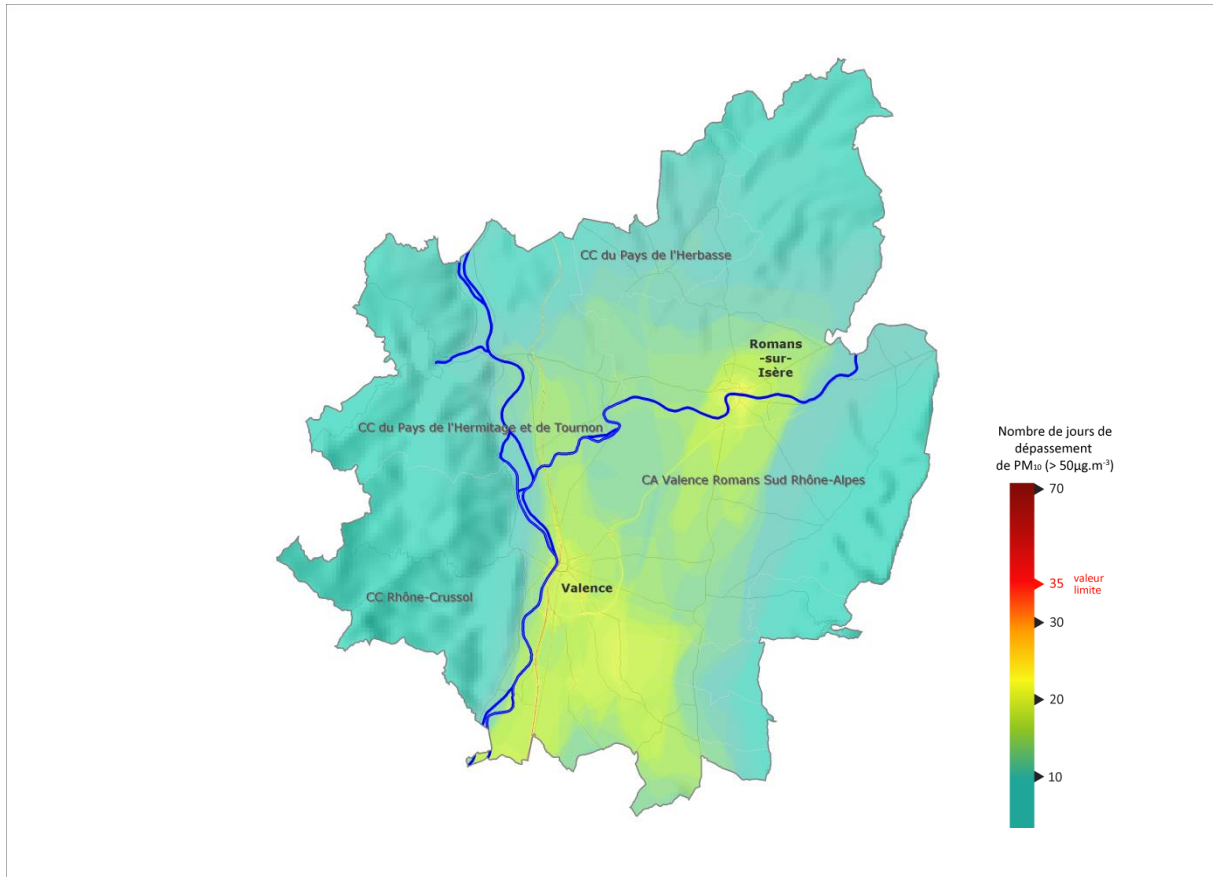 CC du Pays de l'Herbasse
Romans
-sur-
Isère
CC du Pays de l'Hermitage et de Tournon
CA Valence Romans Sud Rhône-Alpes
Valence
CC Rhône-Crussol
Nombre de jours de
dépassement
de PM₁₀ (> 50µg.m⁻³)
70
35 valeur
limite
30
20
10